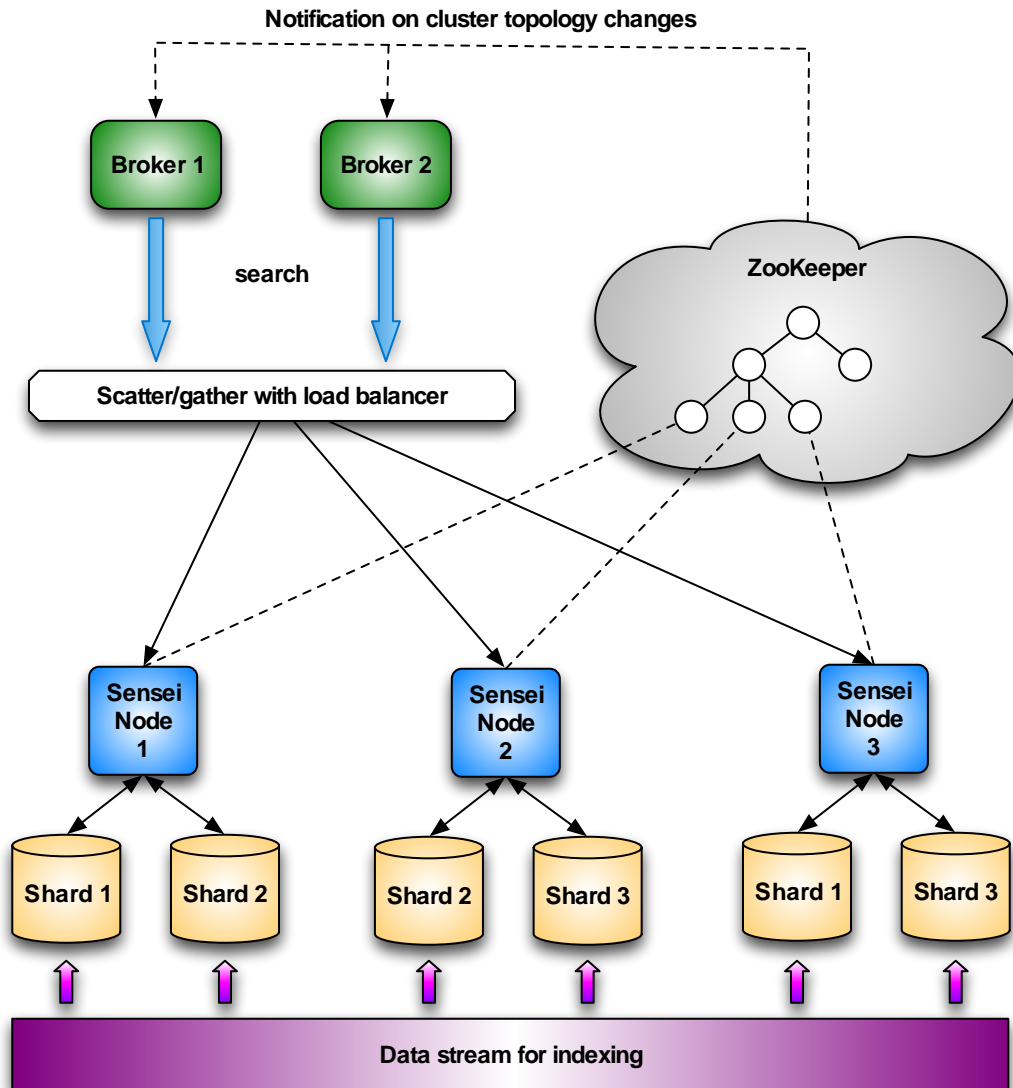 Notification on cluster topology changes
Broker 1
Broker 2
search
ZooKeeper
Scatter/gather with load balancer
Sensei
Node
1
Sensei
Node
2
Sensei
Node
3
Shard 1
Shard 2
Shard 2
Shard 3
Shard 1
Shard 3
Data stream for indexing